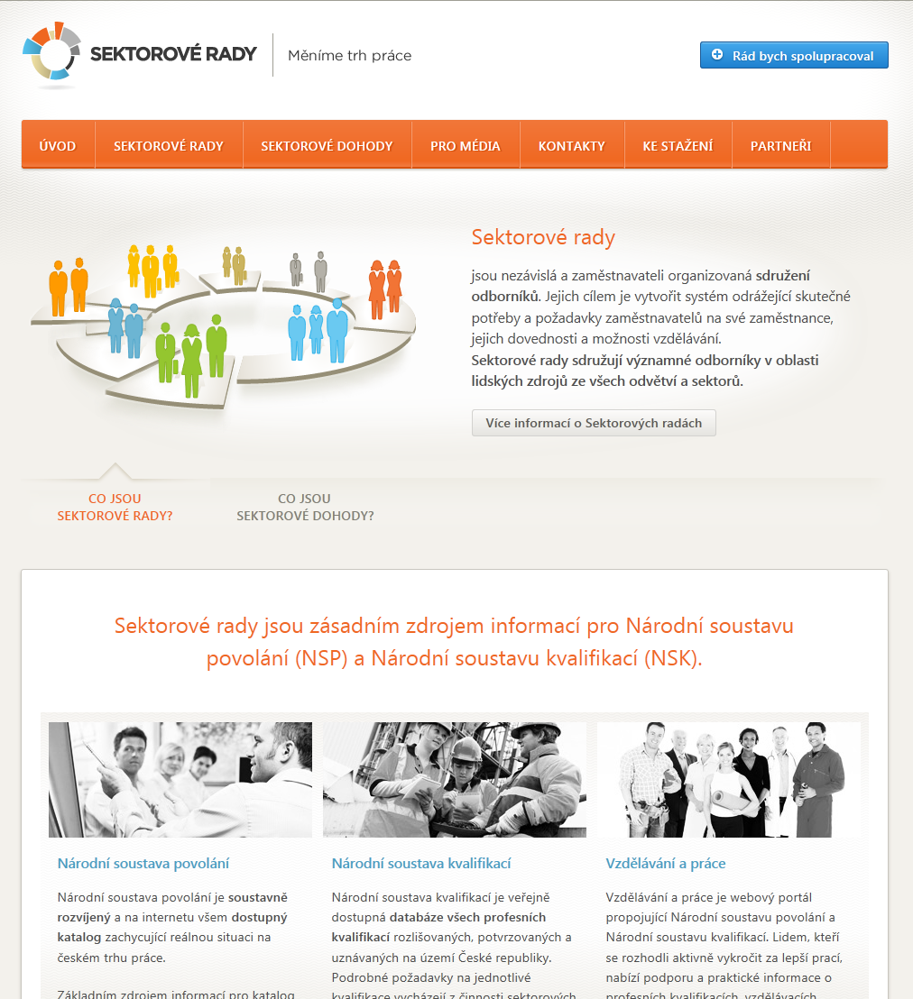 SEKTOROVÉ RADY
Měníme trh práce
Rád bych spolupracoval
ÚVOD
SEKTOROVÉ RADY
SEKTOROVÉ DOHODY
PRO MÉDIA
KONTAKTY
KE STAŽENÍ
PARTNEŘI
Sektorové rady
jsou nezávislá a zaměstnavateli organizovaná sdružení
odborníků. Jejich cílem je vytvořit systém odrážející skutečné
potřeby a požadavky zaměstnavatelů na své zaměstnance,
jejich dovednosti a možnosti vzdělávání.
Sektorové rady sdružují významné odborníky v oblasti
lidských zdrojů ze všech odvětví a sektorů.
Více informací o Sektorových radách
CO JSOU
SEKTOROVÉ RADY?
CO JSOU
SEKTOROVÉ DOHODY?
Sektorové rady jsou zásadním zdrojem informací pro Národní soustavu
povolání (NSP) a Národní soustavu kvalifikací (NSK).
Národní soustava povolání
Národní soustava povolání je soustavně
rozvíjený a na internetu všem dostupný
katalog zachycující reálnou situaci na
českém trhu práce.
Základním zdrojem informací pro katalog
Národní soustava kvalifikací
Národní soustava kvalifikací je veřejně
dostupná databáze všech profesních
kvalifikací rozlišovaných, potvrzovaných a
uznávaných na území České republiky.
Podrobné požadavky na jednotlivé
kvalifikace vycházejí z činnosti sektorových
Vzdělávání a práce
Vzdělávání a práce je webový portál
propojující Národní soustavu povolání a
Národní soustavu kvalifikací. Lidem, kteří
se rozhodli aktivně vykročit za lepší prací,
nabízí podporu a praktické informace o
profesních kvalifikacích, vzdělávacích